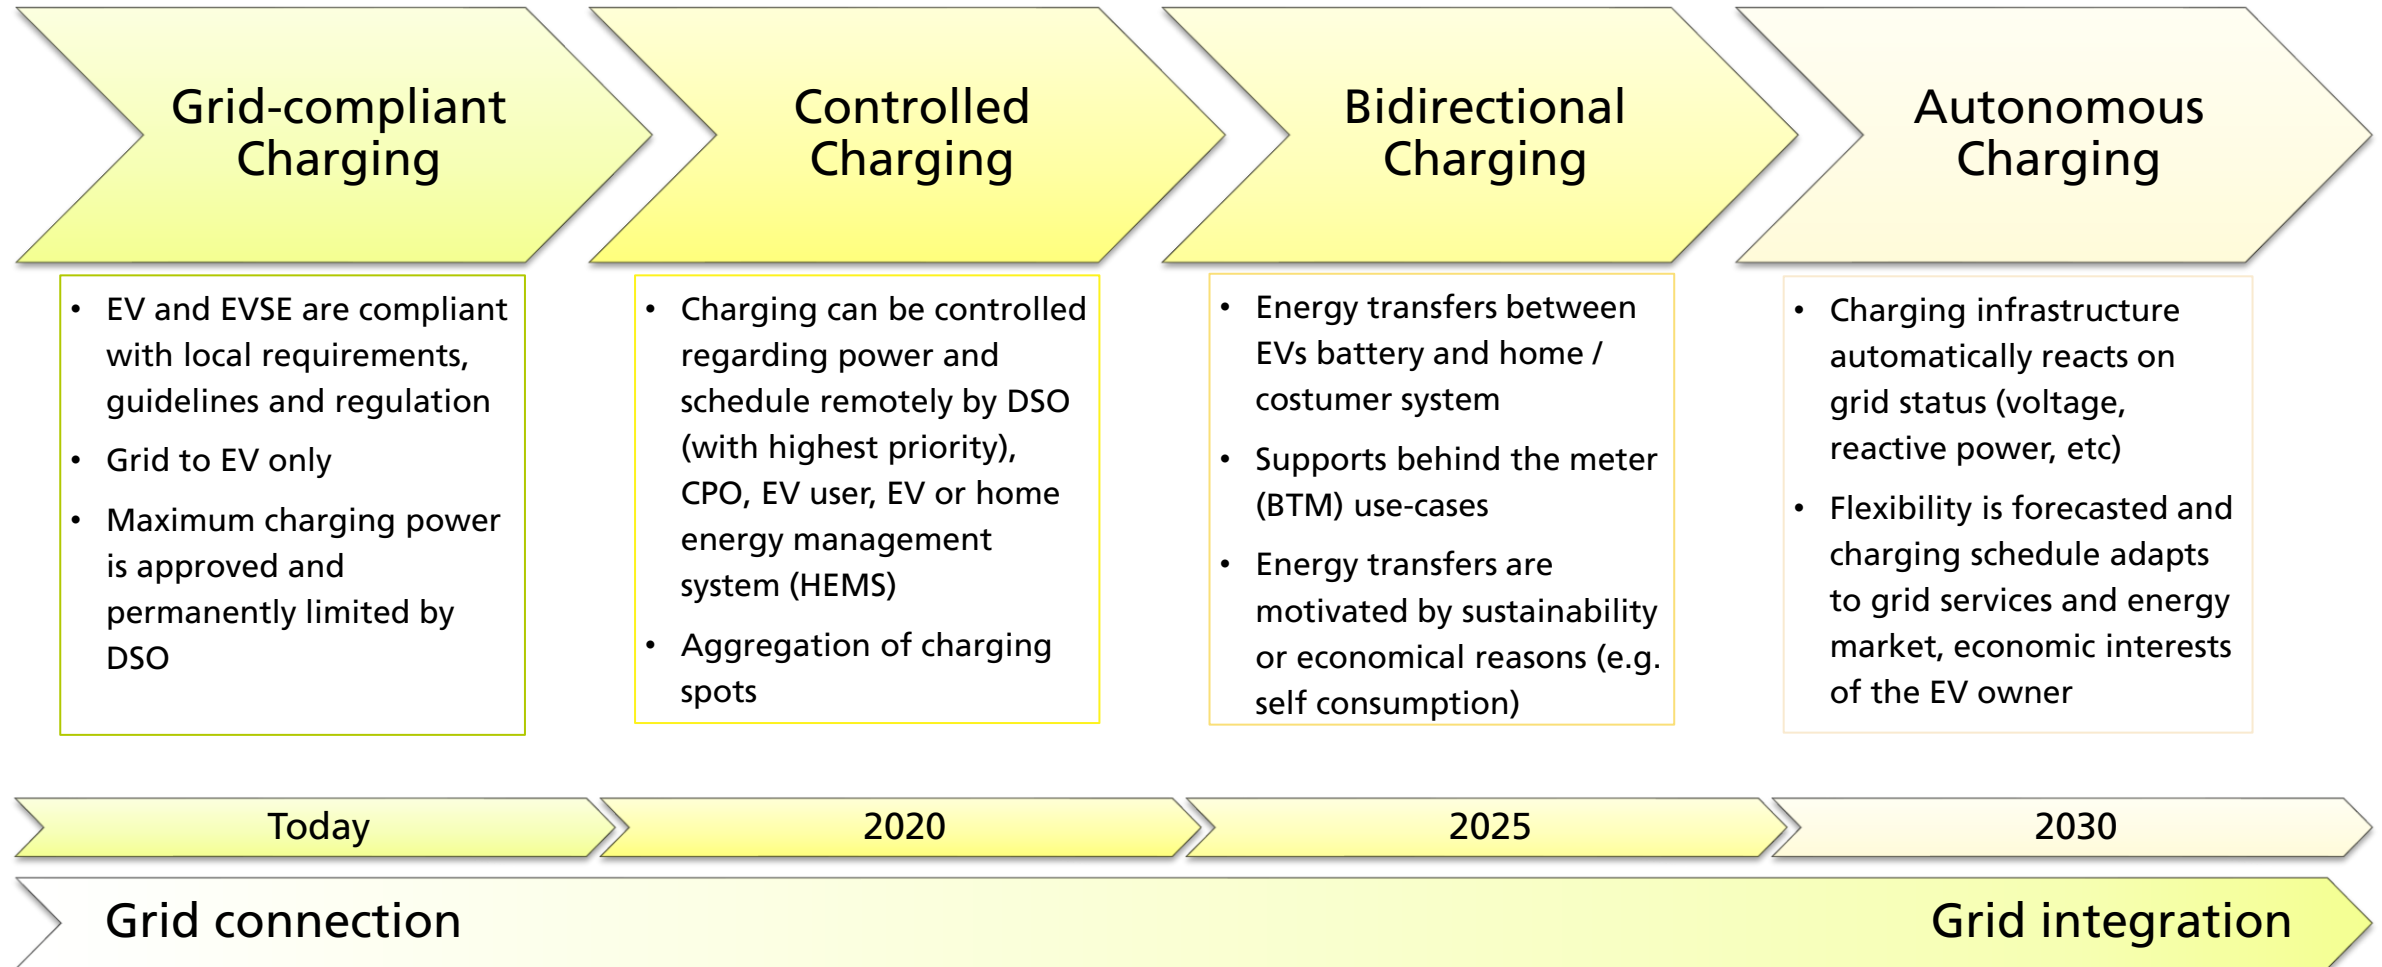 Grid-compliant
Charging
Controlled
Charging
Bidirectional
Charging
Autonomous
Charging
• EV and EVSE are compliant
with local requirements,
guidelines and regulation
• Grid to EV only
• Maximum charging power
is approved and
permanently limited by
DSO
• Charging can be controlled
regarding power and
schedule remotely by DSO
(with highest priority),
CPO, EV user, EV or home
energy management
system (HEMS)
• Aggregation of charging
spots
• Energy transfers between
EVs battery and home /
costumer system
• Supports behind the meter
(BTM) use-cases
• Energy transfers are
motivated by sustainability
or economical reasons (e.g.
self consumption)
• Charging infrastructure
automatically reacts on
grid status (voltage,
reactive power, etc)
• Flexibility is forecasted and
charging schedule adapts
to grid services and energy
market, economic interests
of the EV owner
Today
2020
2025
2030
Grid connection
Grid integration